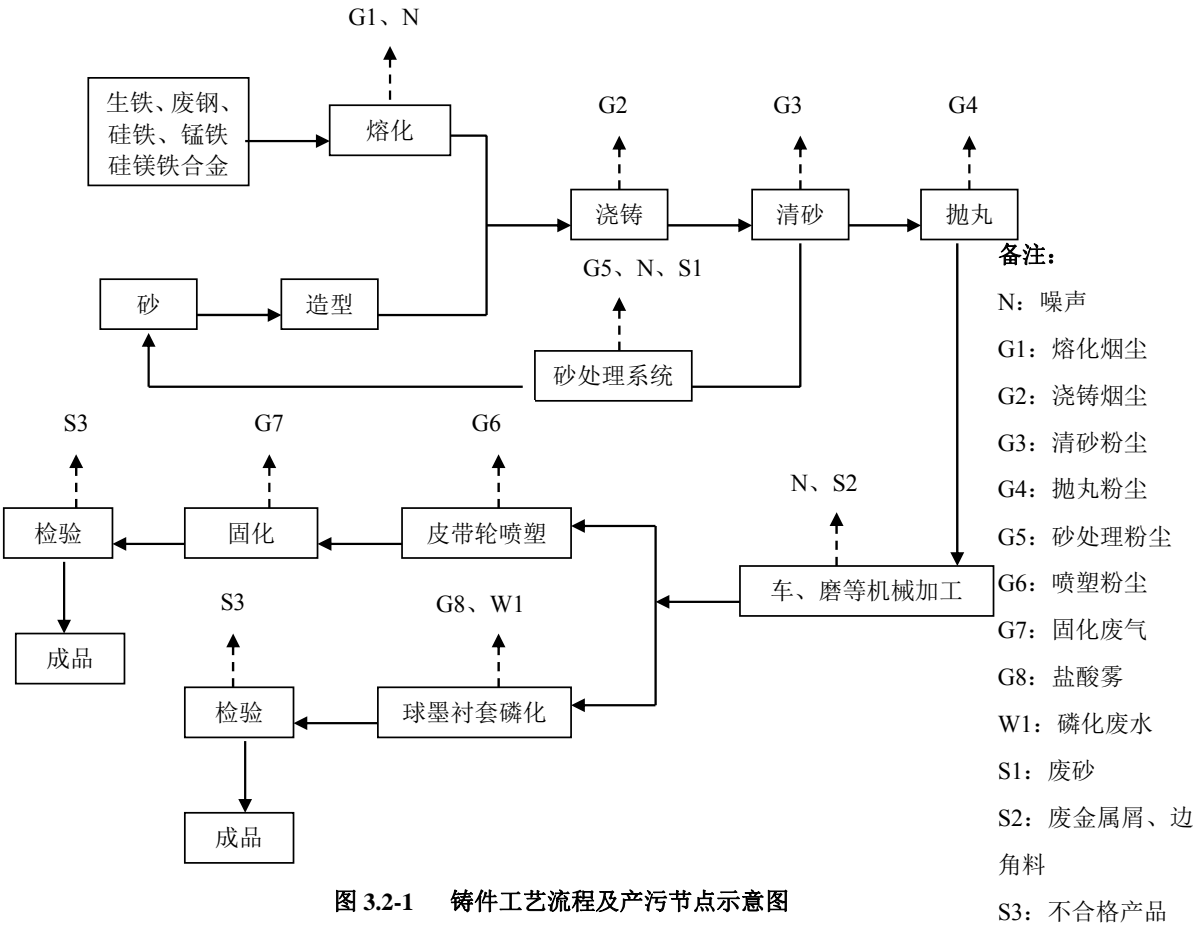 G1、N
生铁、废钢、
硅铁、锰铁
硅镁铁合金
熔化
G2
G3
G4
浇铸
清砂
抛丸
砂
造型
G5、N、S1
砂处理系统
备注：
N：噪声
G1：熔化烟尘
G2：浇铸烟尘
G3：清砂粉尘
G4：抛丸粉尘
G5：砂处理粉尘
G6：喷塑粉尘
G7：固化废气
G8：盐酸雾
W1：磷化废水
S1：废砂
S2：废金属屑、边
角料
S3：不合格产品
S3
G7
G6
N、S2
检验
固化
皮带轮喷塑
车、磨等机械加工
成品
S3
G8、W1
检验
球墨衬套磷化
成品
图 3.2-1 铸件工艺流程及产污节点示意图